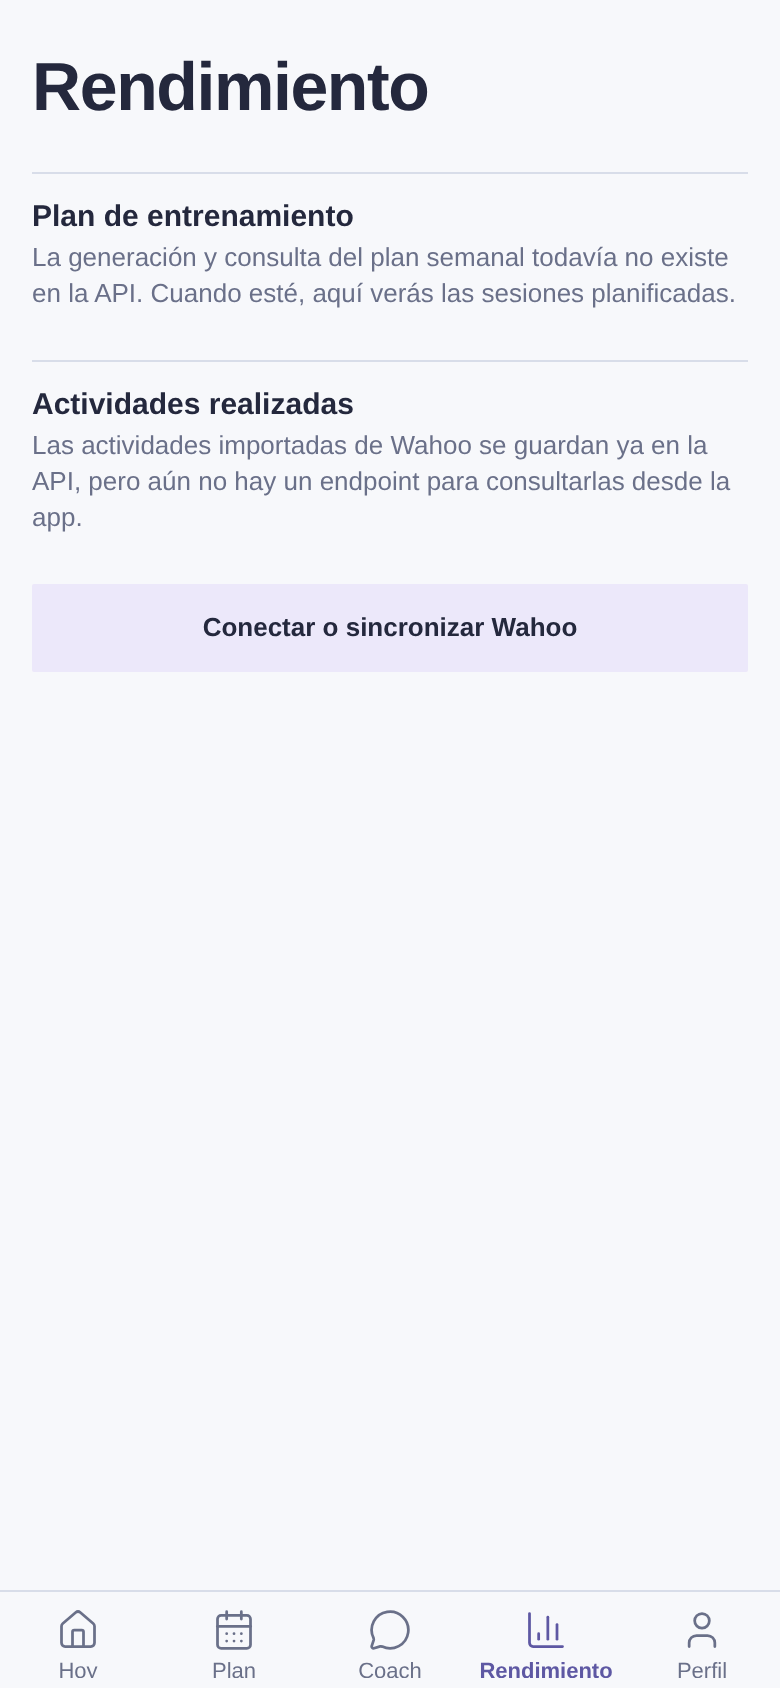 Rendimiento
Plan de entrenamiento
La generación y consulta del plan semanal todavía no existe
en la API. Cuando esté, aquí verás las sesiones planificadas.
Actividades realizadas
Las actividades importadas de Wahoo se guardan ya en la
API, pero aún no hay un endpoint para consultarlas desde la
app.
Conectar o sincronizar Wahoo
Hoy
Plan
Coach
Rendimiento
Perfil